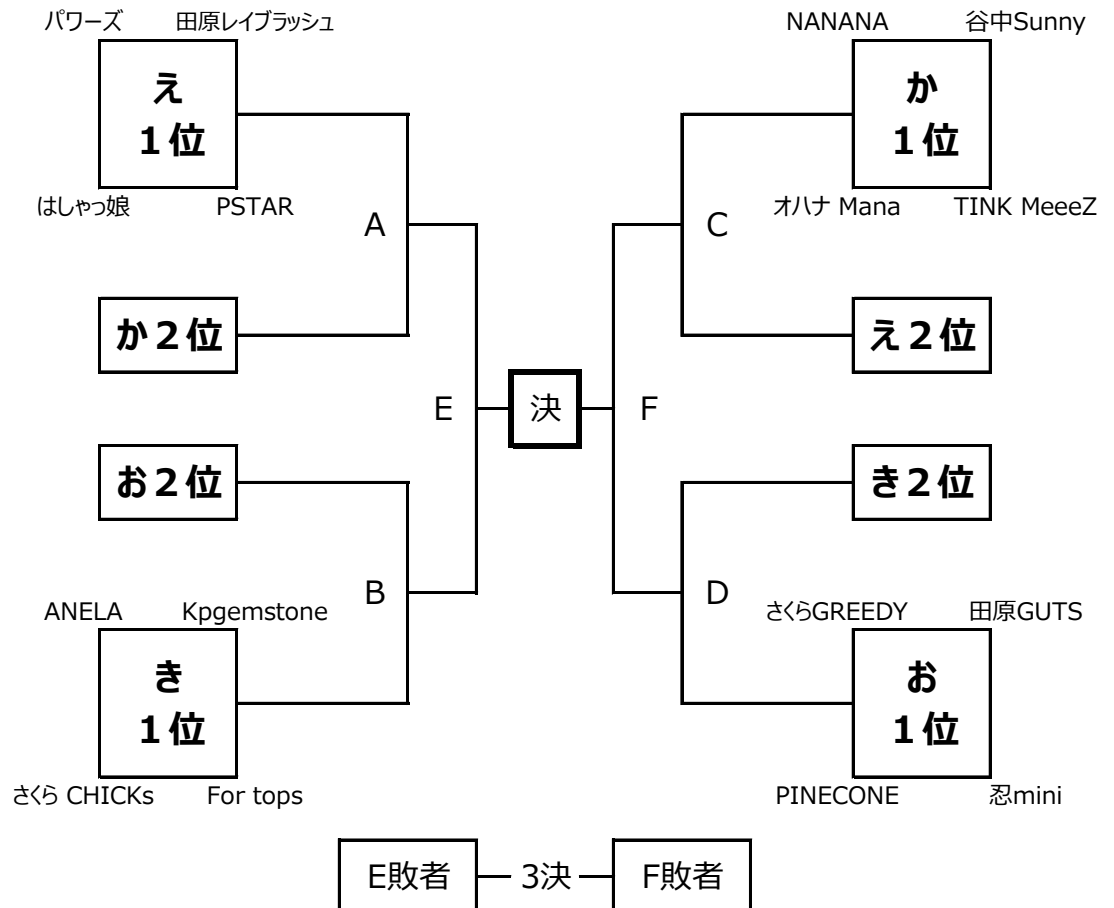 パワーズ 田原レイブラッシュ NANANA 谷中Sunny
え か
１位 １位
はしゃっ娘 PSTAR オハナ Mana TINK MeeeZ
A C
か２位 え２位
E 決 F
お２位 き２位
B D
ANELA Kpgemstone さくらGREEDY 田原GUTS
き お
１位 １位
さくら CHICKs For tops PINECONE 忍mini
E敗者 3決 F敗者